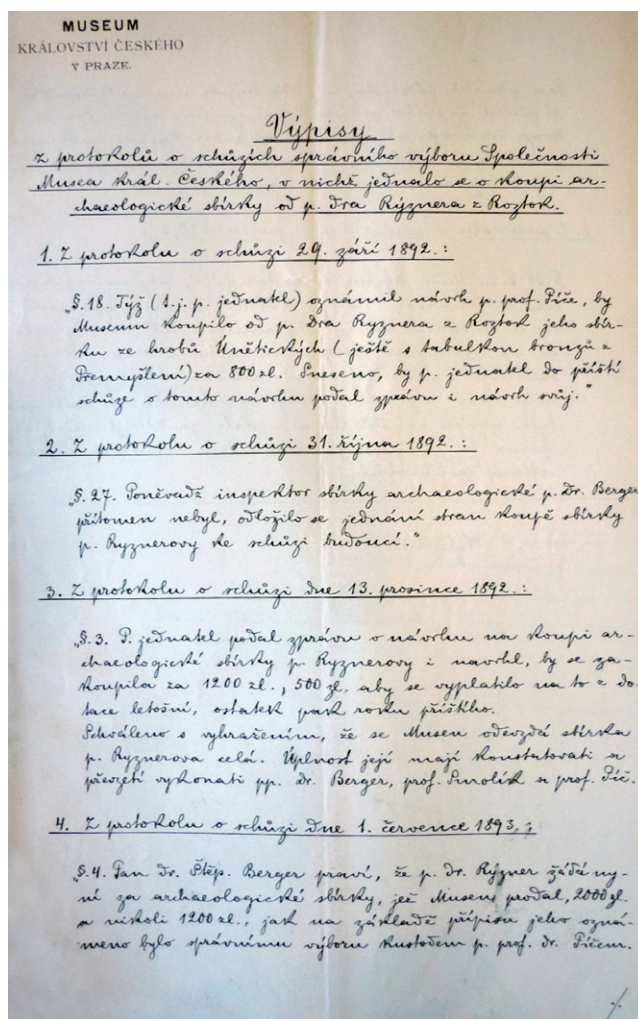 MUSEUM
KRÁLOVSTVÍ ČESKÉHO
V PRAZE.
Výpisy
z protokolů o schůzích správního výboru Společnosti
Musea král. Českého, v nichž jednalo se o koupi ar-
chaeologické sbírky od p. Dra Rýznera z Roztok.
1. Z protokolu o schůzi 29. září 1892.:
„§. 18. Týž (t.j. p. jednatel) oznámil návrh p. prof. Píče, by
Museum koupilo od p. Dra Ryznera z Roztok jeho sbír-
ku ze hrobů Únětických (ještě s tabulkou bronzů z
Přemyšlení) za 800 zl. Sneseno, by p. jednatel do příští
schůze o tomto návrhu podal zprávu i návrh svůj."
2. Z protokolu o schůzi 31. října 1892.:
„§. 27. Poněvadž inspektor sbírky archaeologické p. Dr. Berger
přítomen nebyl, odložilo se jednání stran koupě sbírky
p. Ryznerovy ke schůzi budoucí."
3. Z protokolu o schůzi dne 13. prosince 1892.:
„§. 3. P. jednatel podal zprávu o návrhu na koupi ar-
chaeologické sbírky p. Ryznerovy i navrhl, by se za-
koupila za 1200 zl., 500 zl. aby se vyplatilo na to z do-
tace letošní, ostatek pak roku příštího.
Schváleno s vyhražením, že se Museu odevzdá sbírka
p. Ryznerova celá. Úplnost její mají konstatovati a
převzetí vykonati pp. Dr. Berger, prof. Smolík a prof. Píč.
4. Z protokolu o schůzi dne 1. července 1893.:
„§. 4. Pan Dr. Štěp. Berger praví, že p. dr. Rýzner žádá ny-
ní za archaeologické sbírky, jež Museu prodal, 2000 zl.
a nikoli 1200 zl., jak na základě přípisu jeho ozná-
meno bylo správnímu výboru kustodem p. prof. dr. Píčem.
./.